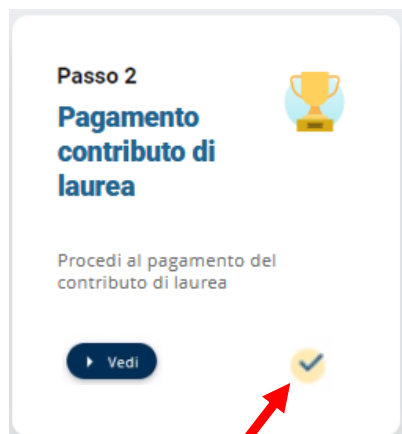 Passo 2
Pagamento
contributo di
laurea
Procedi al pagamento del
contributo di laurea
Vedi